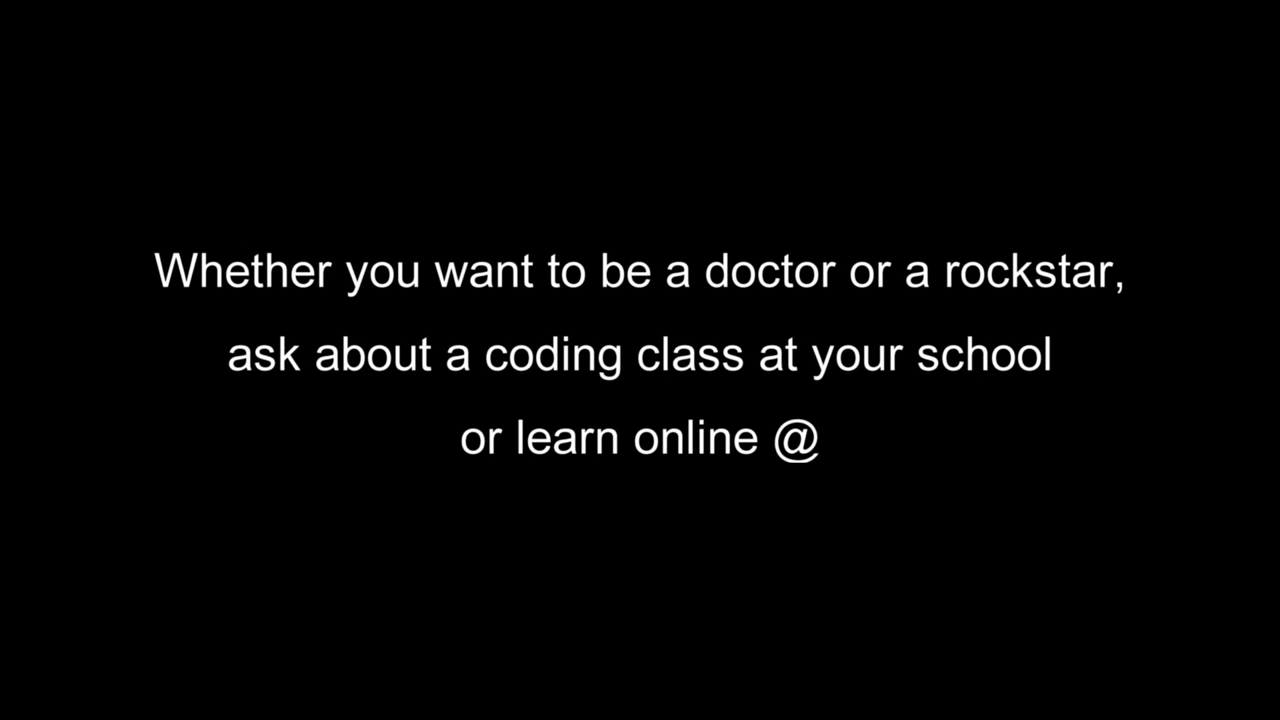 Whether you want to be a doctor or a rockstar,
ask about a coding class at your school
or learn online @